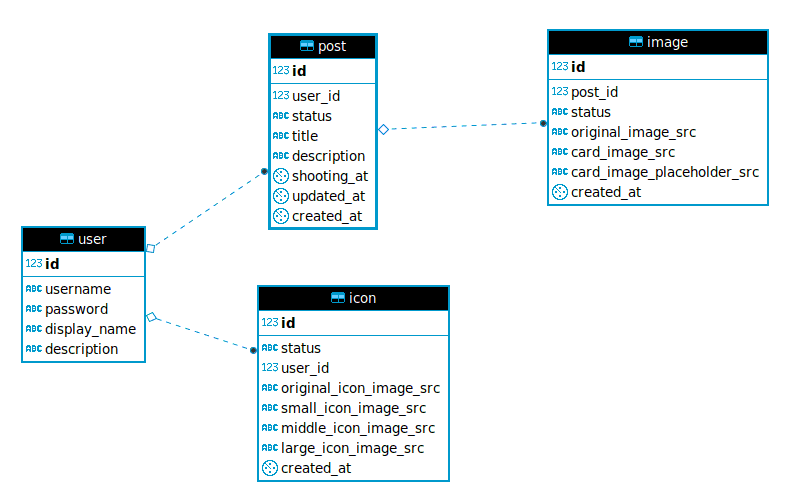 post
123 id
123 user_id
ABC status
ABC title
ABC description
shooting_at
updated_at
created_at
image
123 id
123 post_id
ABC status
ABC original_image_src
ABC card_image_src
ABC card_image_placeholder_src
created_at
user
123 id
ABC username
ABC password
ABC display_name
ABC description
icon
123 id
ABC status
123 user_id
ABC original_icon_image_src
ABC small_icon_image_src
ABC middle_icon_image_src
ABC large_icon_image_src
created_at